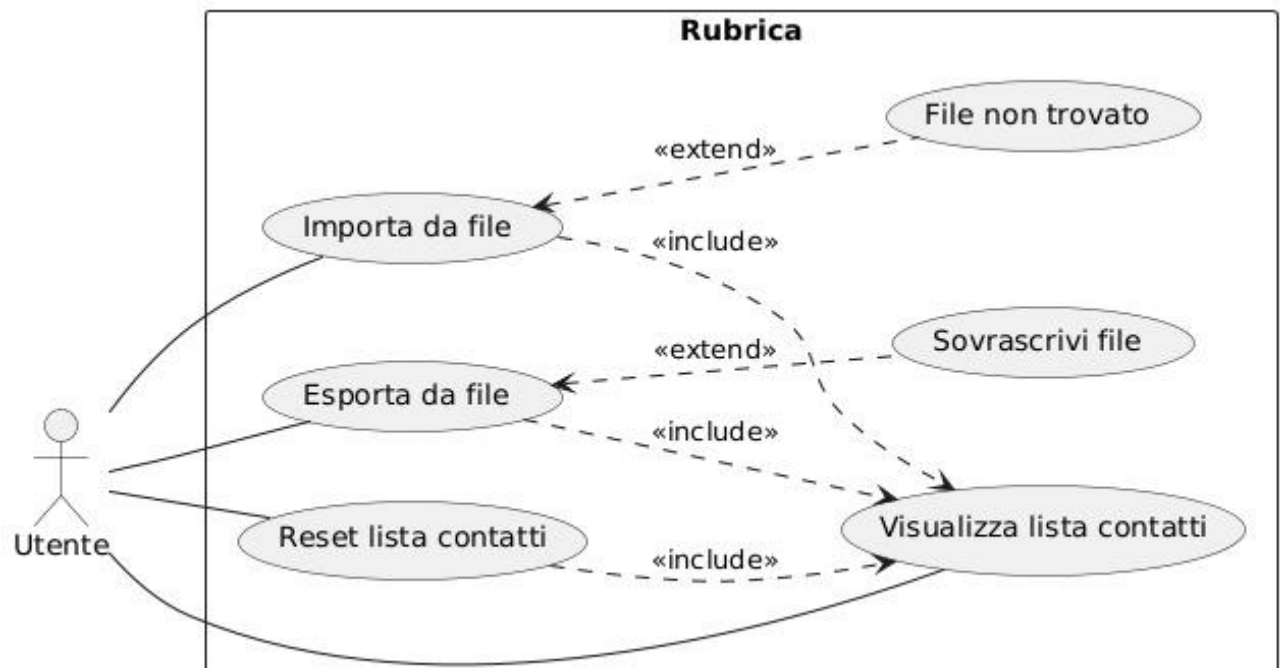 Rubrica
File non trovato
«extend»
Importa da file
«include»
Sovrascrivi file
«extend»
Esporta da file
«include»
Visualizza lista contatti
Reset lista contatti
Utente
«include»